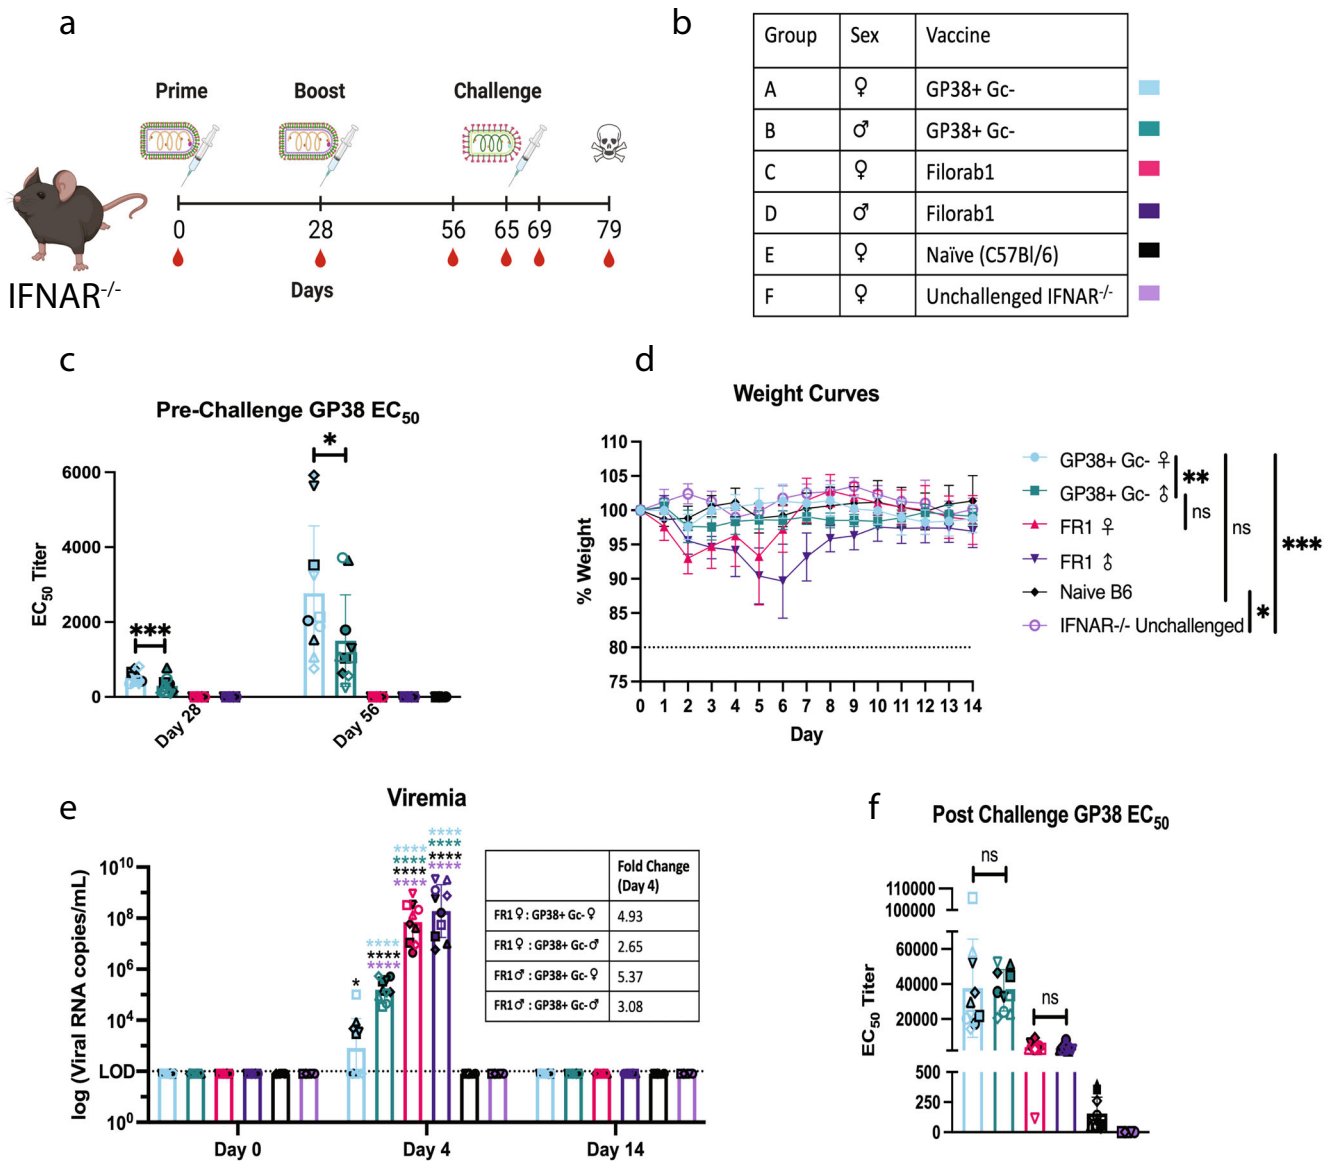 a
Prime Boost Challenge
0 28 56 65 69 79
Days
IFNAR-/-
b
Group Sex Vaccine
A ♀ GP38+ Gc-
B ♂ GP38+ Gc-
C ♀ Filorab1
D ♂ Filorab1
E ♀ Naïve (C57Bl/6)
F ♀ Unchallenged IFNAR-/-
c
Pre-Challenge GP38 EC50
EC50 Titer
6000
4000
2000
0
***
*
Day 28 Day 56
d
Weight Curves
% Weight
110
105
100
95
90
85
80
75
0 1 2 3 4 5 6 7 8 9 10 11 12 13 14
Day
GP38+ Gc- ♀
GP38+ Gc- ♂
FR1 ♀
FR1 ♂
Naive B6
IFNAR-/- Unchallenged
**
ns
ns
*
***
e
Viremia
log (Viral RNA copies/mL)
10^10
10^8
10^6
10^4
LOD
10^0
*
****
****
****
****
****
****
****
****
****
****
****
Day 0 Day 4 Day 14
Fold Change
(Day 4)
FR1♀ : GP38+ Gc-♀ 4.93
FR1♀ : GP38+ Gc-♂ 2.65
FR1♂ : GP38+ Gc-♀ 5.37
FR1♂ : GP38+ Gc-♂ 3.08
f
Post Challenge GP38 EC50
EC50 Titer
110000
100000
60000
40000
20000
500
250
0
ns
ns